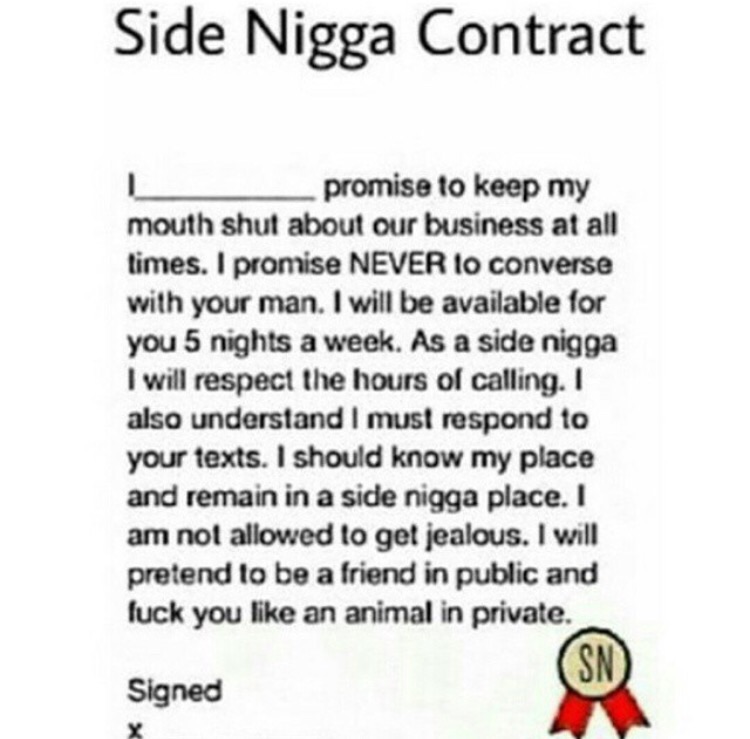 Side Nigga Contract
I__________ promise to keep my
mouth shut about our business at all
times. I promise NEVER to converse
with your man. I will be available for
you 5 nights a week. As a side nigga
I will respect the hours of calling. I
also understand I must respond to
your texts. I should know my place
and remain in a side nigga place. I
am not allowed to get jealous. I will
pretend to be a friend in public and
fuck you like an animal in private.
SN
Signed
x